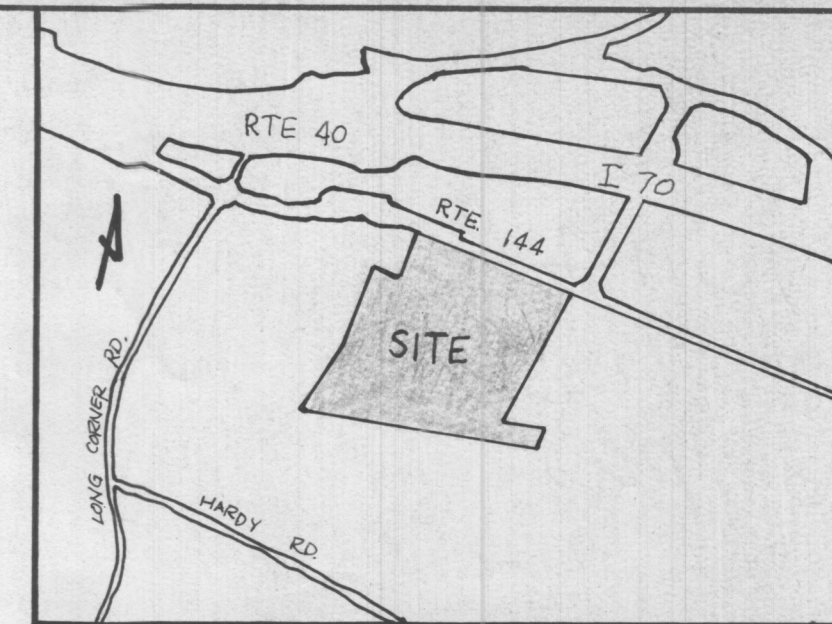 RTE 40
I 70
RTE. 144
SITE
LONG CORNER RD.
HARDY RD.